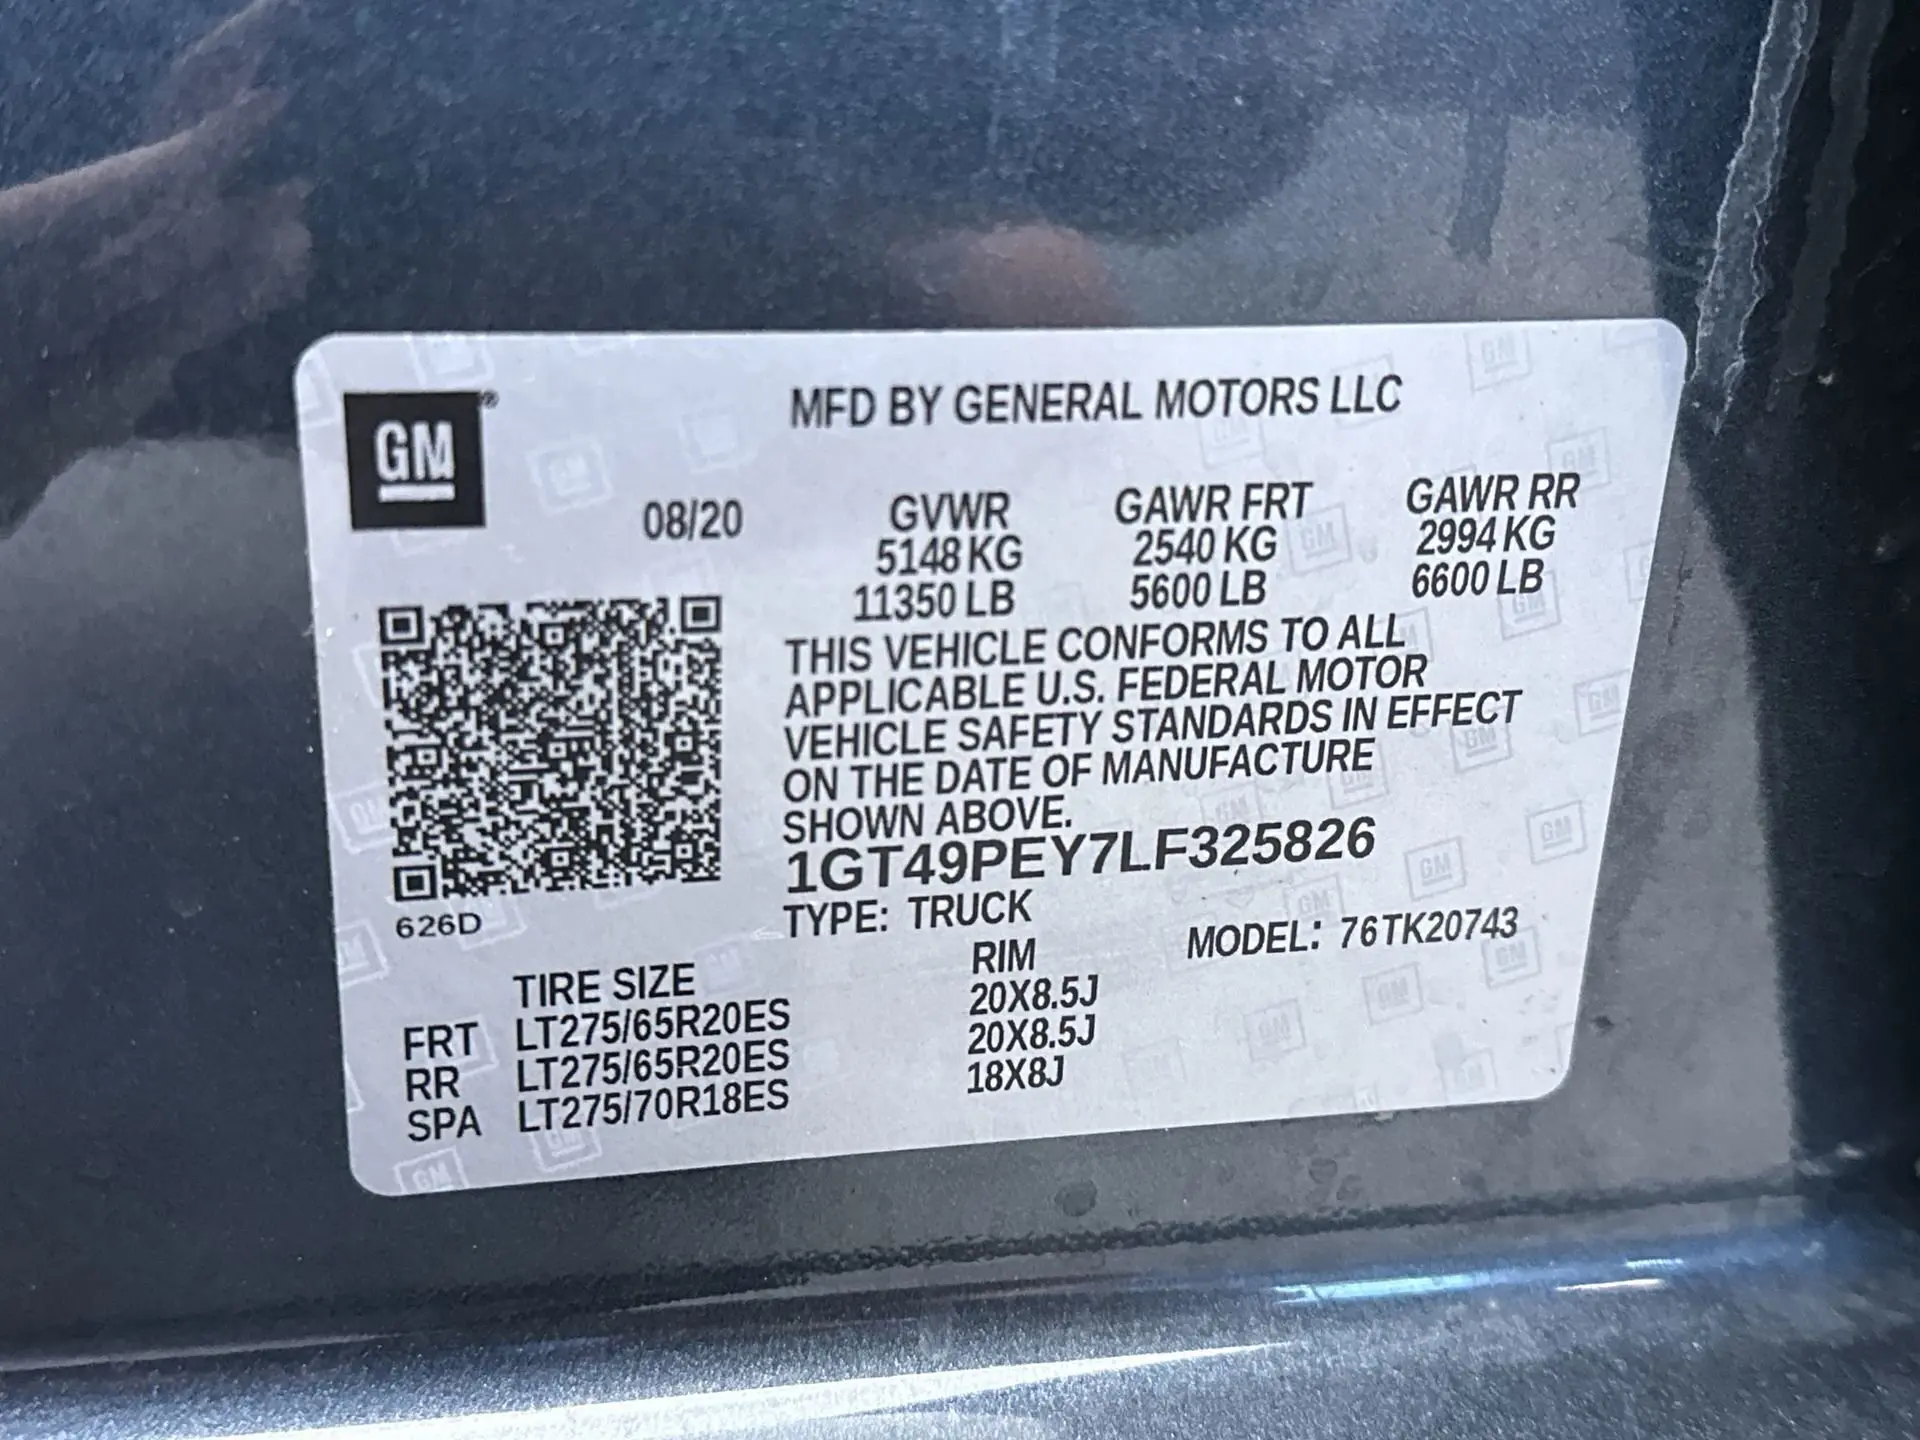 GM®
MFD BY GENERAL MOTORS LLC
08/20
GVWR GAWR FRT GAWR RR
5148 KG 2540 KG 2994 KG
11350 LB 5600 LB 6600 LB
THIS VEHICLE CONFORMS TO ALL
APPLICABLE U.S. FEDERAL MOTOR
VEHICLE SAFETY STANDARDS IN EFFECT
ON THE DATE OF MANUFACTURE
SHOWN ABOVE.
1GT49PEY7LF325826
626D
TYPE: TRUCK MODEL: 76TK20743
TIRE SIZE RIM
FRT LT275/65R20ES 20X8.5J
RR LT275/65R20ES 20X8.5J
SPA LT275/70R18ES 18X8J